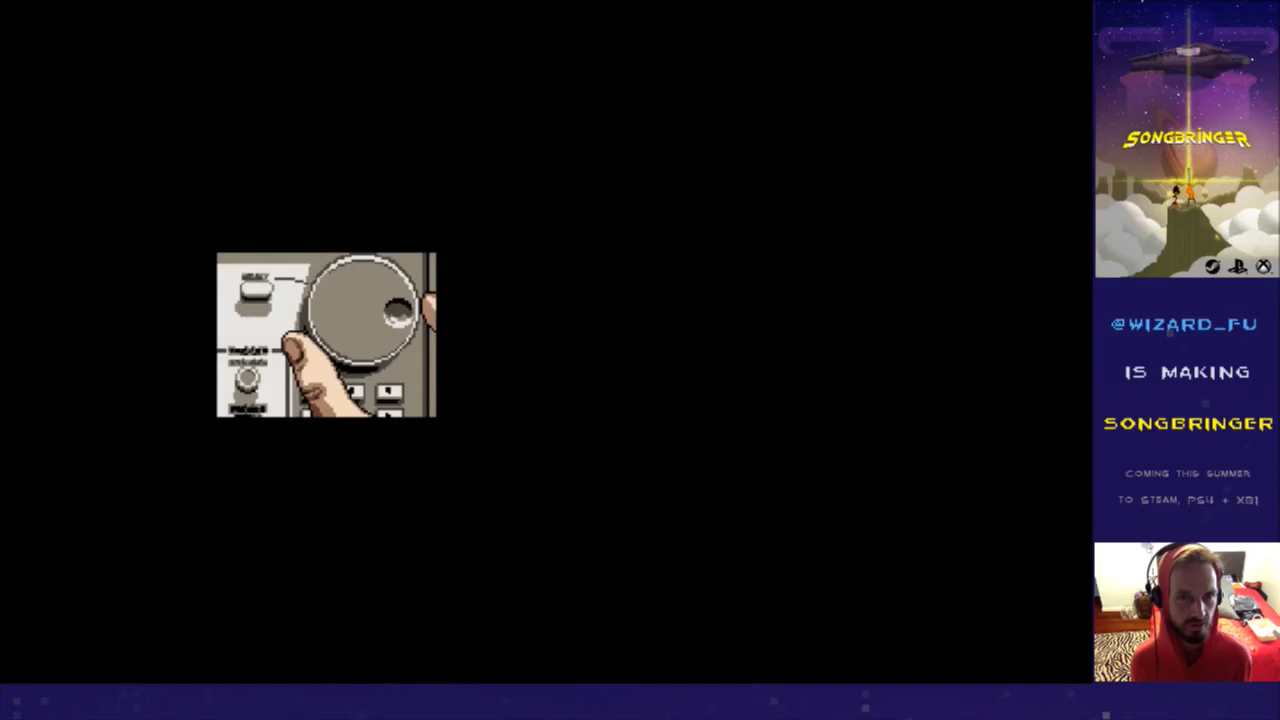 SONGBRINGER
@WIZARD_FU
IS MAKING
SONGBRINGER
COMING THIS SUMMER
TO STEAM, PS4 + XB1